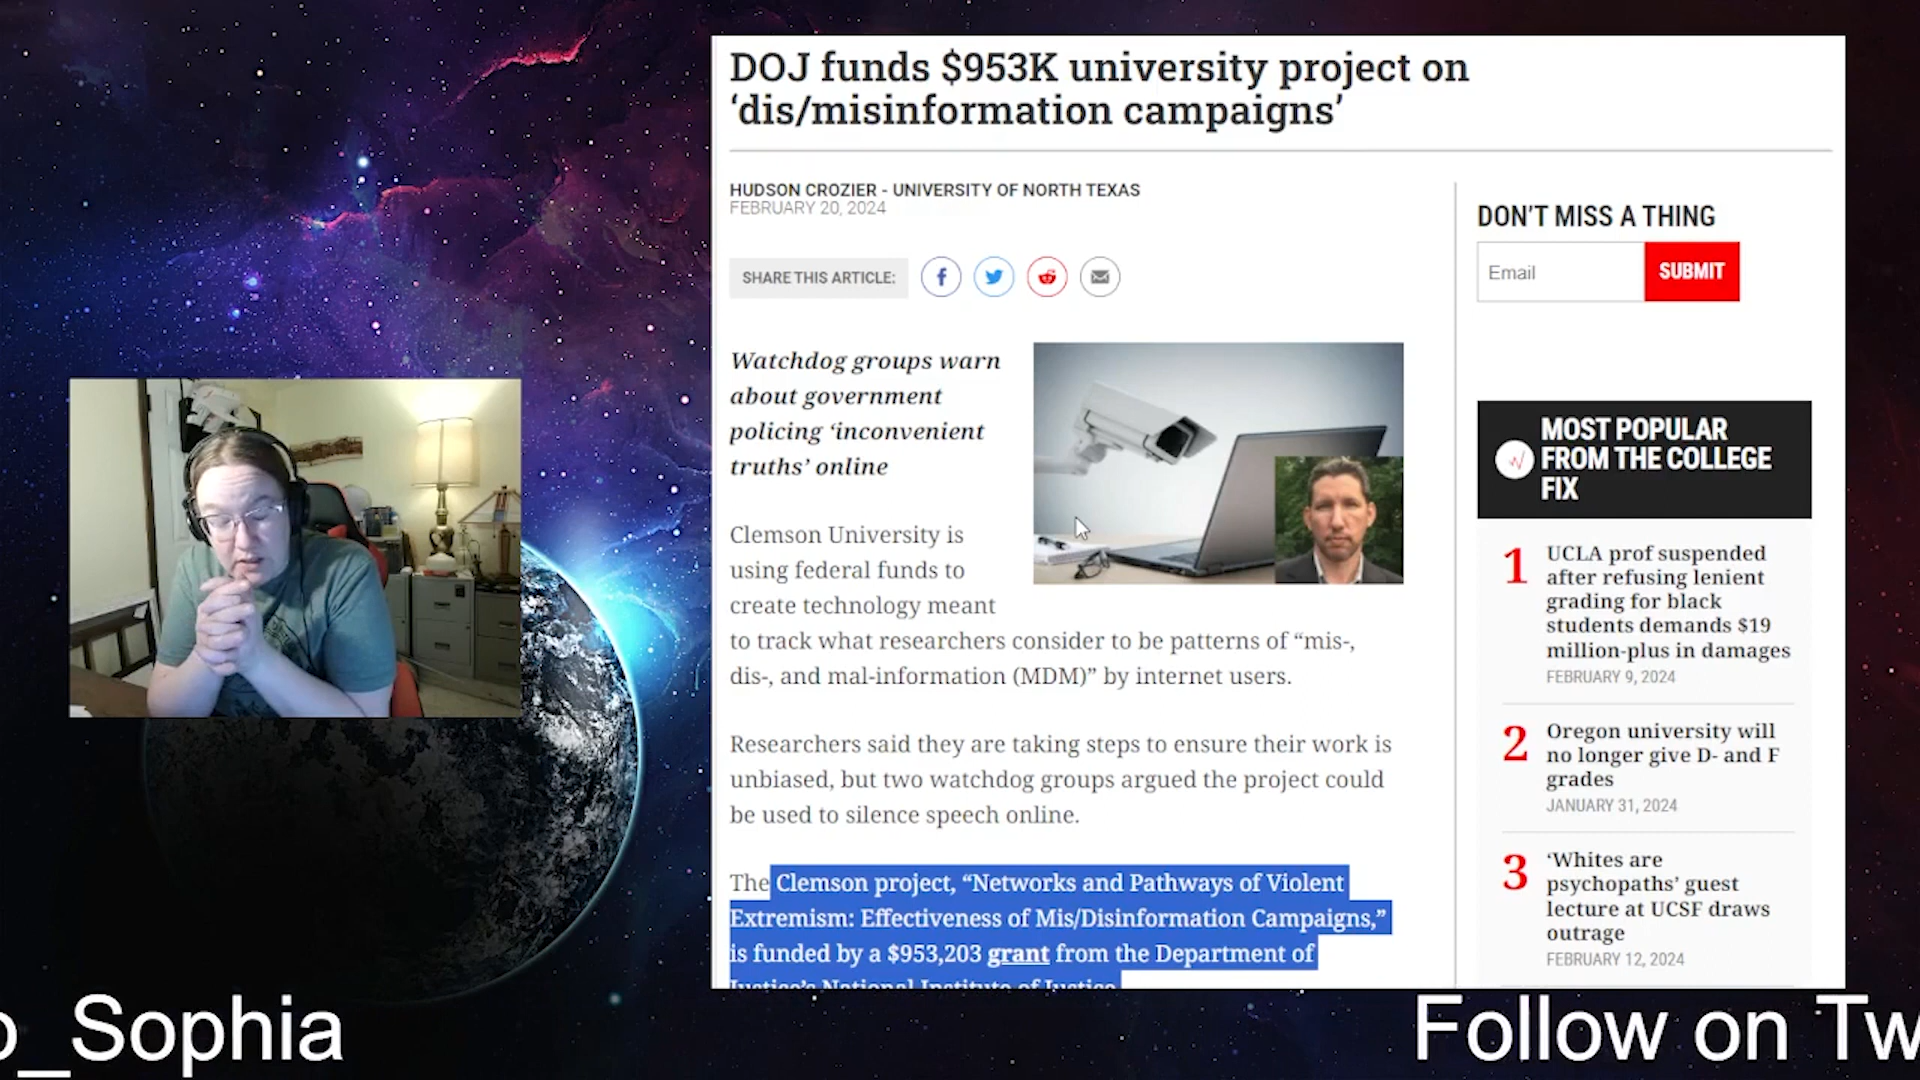 DOJ funds $953K university project on
‘dis/misinformation campaigns’
HUDSON CROZIER - UNIVERSITY OF NORTH TEXAS
FEBRUARY 20, 2024
SHARE THIS ARTICLE:
Watchdog groups warn
about government
policing ‘inconvenient
truths’ online
Clemson University is
using federal funds to
create technology meant
to track what researchers consider to be patterns of “mis-,
dis-, and mal-information (MDM)” by internet users.
Researchers said they are taking steps to ensure their work is
unbiased, but two watchdog groups argued the project could
be used to silence speech online.
The Clemson project, “Networks and Pathways of Violent
Extremism: Effectiveness of Mis/Disinformation Campaigns,”
is funded by a $953,203 grant from the Department of
Justice’s National Institute of Justice.
DON’T MISS A THING
Email
SUBMIT
MOST POPULAR
FROM THE COLLEGE
FIX
1
UCLA prof suspended
after refusing lenient
grading for black
students demands $19
million-plus in damages
FEBRUARY 9, 2024
2
Oregon university will
no longer give D- and F
grades
JANUARY 31, 2024
3
‘Whites are
psychopaths’ guest
lecture at UCSF draws
outrage
FEBRUARY 12, 2024
o_Sophia
Follow on Tw